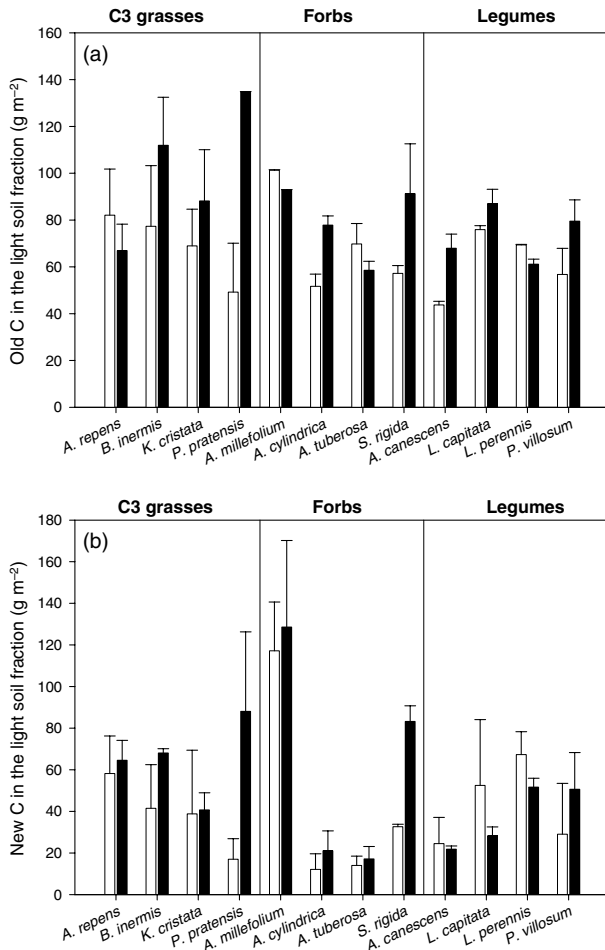 C3 grasses Forbs Legumes
(a)
Old C in the light soil fraction (g m⁻²)
160
140
120
100
80
60
40
20
0
A. repens
B. inermis
K. cristata
P. pratensis
A. millefolium
A. cylindrica
A. tuberosa
S. rigida
A. canescens
L. capitata
L. perennis
P. villosum
C3 grasses Forbs Legumes
(b)
New C in the light soil fraction (g m⁻²)
180
160
140
120
100
80
60
40
20
0
A. repens
B. inermis
K. cristata
P. pratensis
A. millefolium
A. cylindrica
A. tuberosa
S. rigida
A. canescens
L. capitata
L. perennis
P. villosum